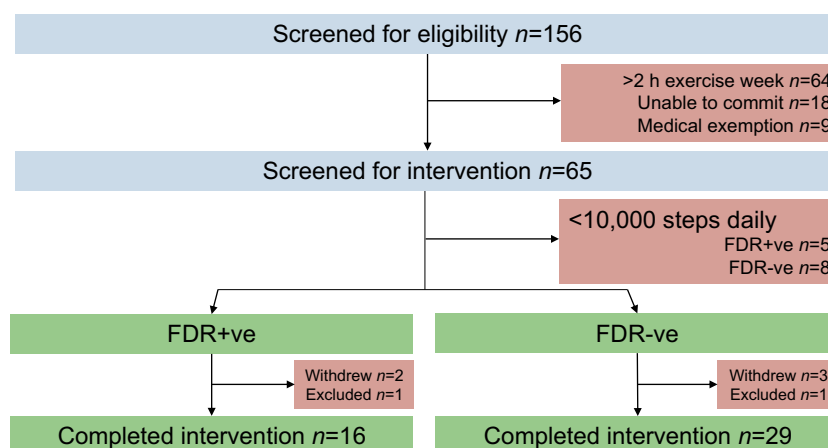 Screened for eligibility n=156
>2 h exercise week n=64
Unable to commit n=18
Medical exemption n=9
Screened for intervention n=65
<10,000 steps daily
FDR+ve n=5
FDR-ve n=8
FDR+ve
FDR-ve
Withdrew n=2
Excluded n=1
Withdrew n=3
Excluded n=1
Completed intervention n=16
Completed intervention n=29